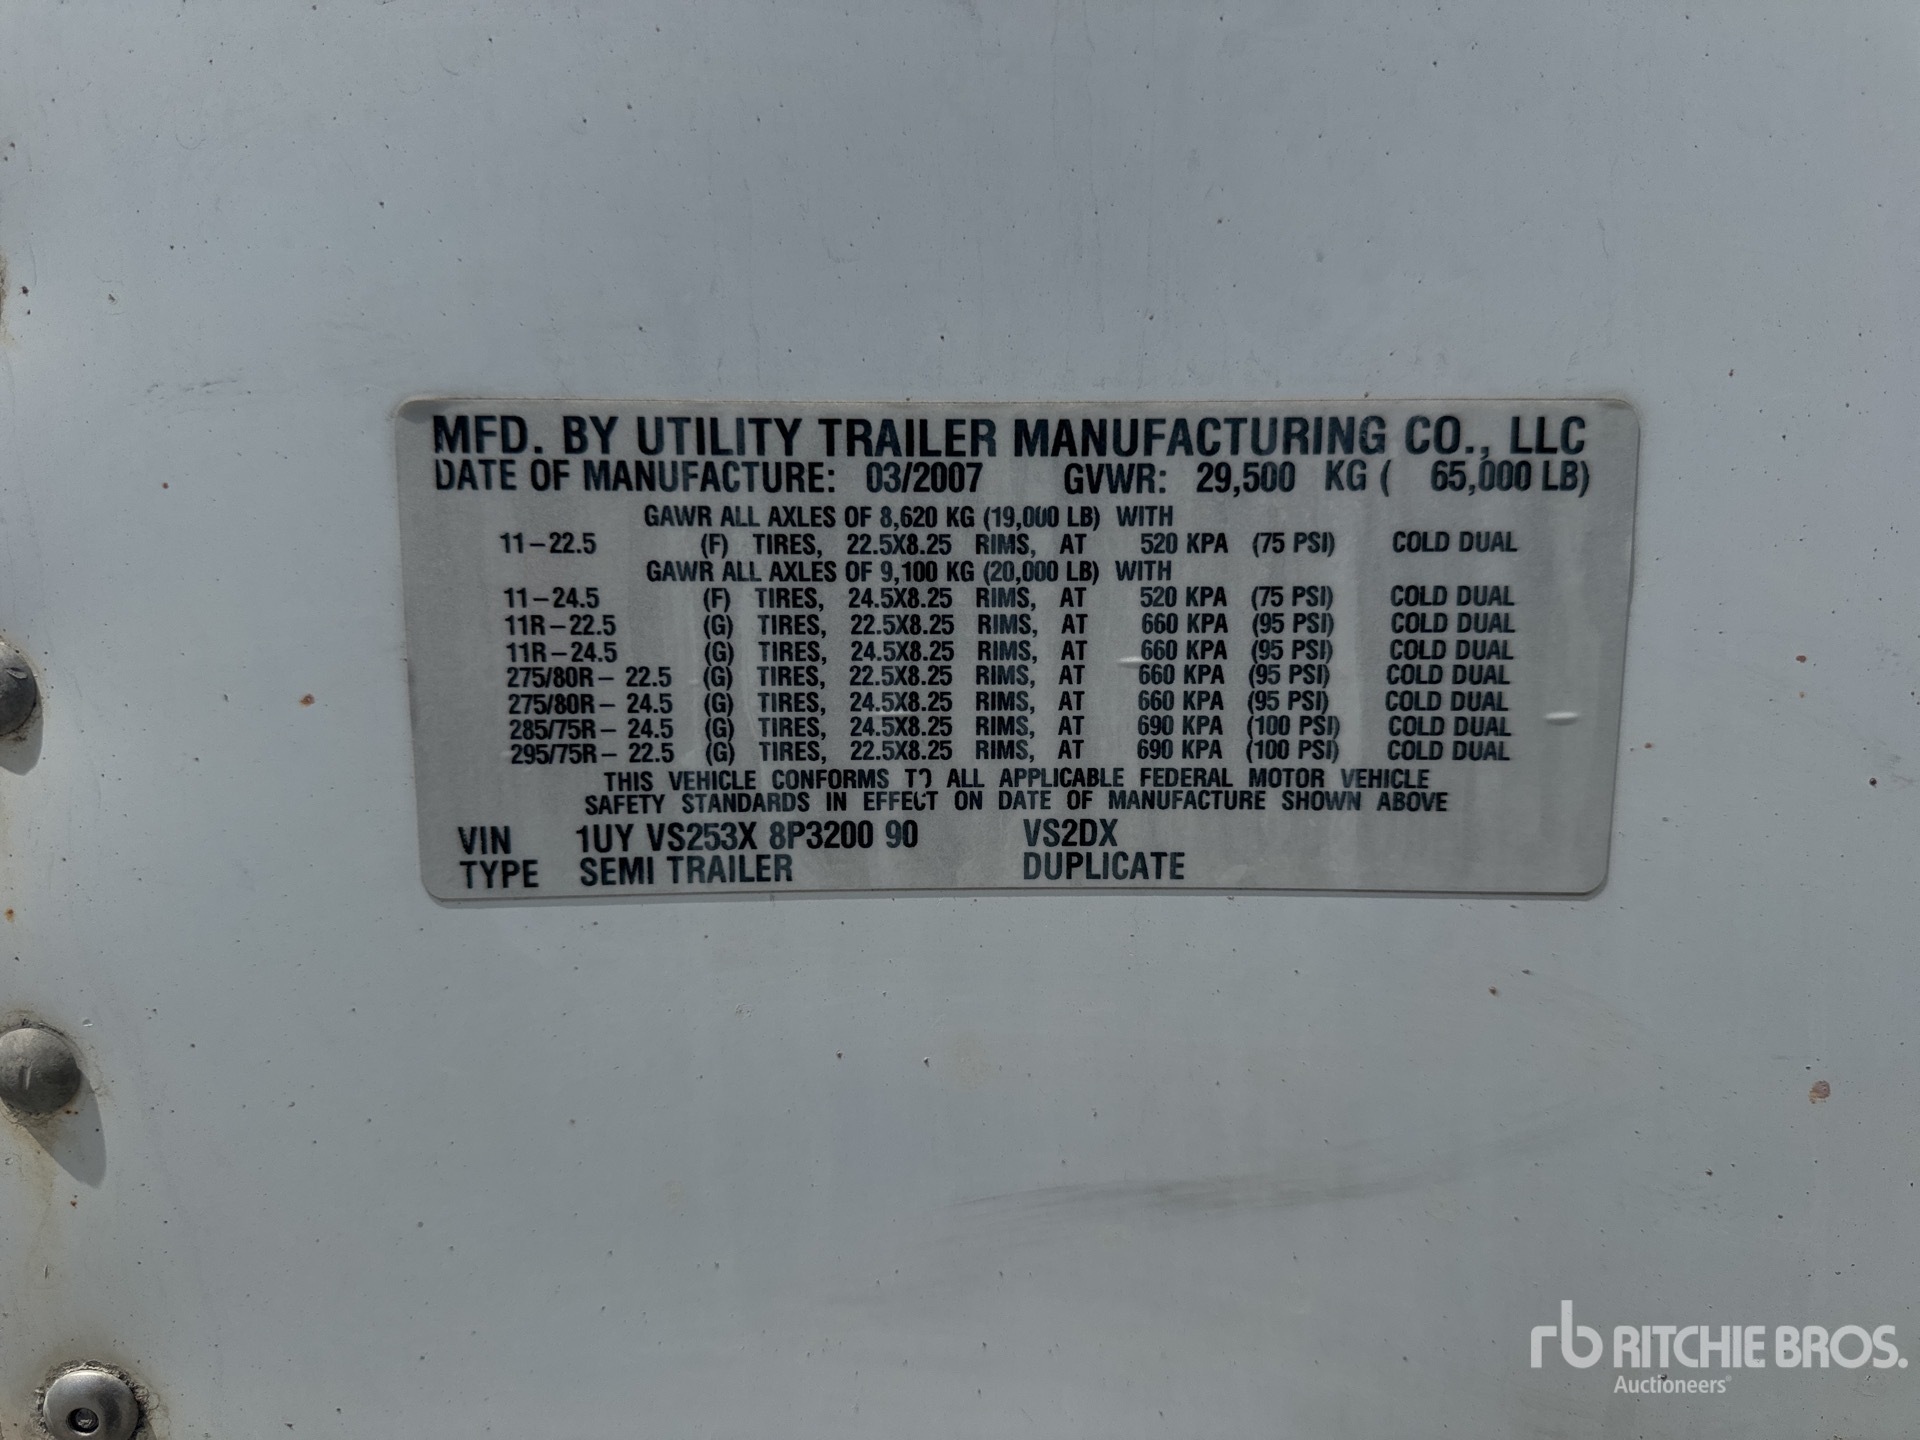 MFD. BY UTILITY TRAILER MANUFACTURING CO., LLC
DATE OF MANUFACTURE: 03/2007 GVWR: 29,500 KG ( 65,000 LB)
GAWR ALL AXLES OF 8,620 KG (19,000 LB) WITH
11-22.5 (F) TIRES, 22.5X8.25 RIMS, AT 520 KPA (75 PSI) COLD DUAL
GAWR ALL AXLES OF 9,100 KG (20,000 LB) WITH
11-24.5 (F) TIRES, 24.5X8.25 RIMS, AT 520 KPA (75 PSI) COLD DUAL
11R-22.5 (G) TIRES, 22.5X8.25 RIMS, AT 660 KPA (95 PSI) COLD DUAL
11R-24.5 (G) TIRES, 24.5X8.25 RIMS, AT 660 KPA (95 PSI) COLD DUAL
275/80R- 22.5 (G) TIRES, 22.5X8.25 RIMS, AT 660 KPA (95 PSI) COLD DUAL
275/80R- 24.5 (G) TIRES, 24.5X8.25 RIMS, AT 660 KPA (95 PSI) COLD DUAL
285/75R- 24.5 (G) TIRES, 24.5X8.25 RIMS, AT 690 KPA (100 PSI) COLD DUAL
295/75R- 22.5 (G) TIRES, 22.5X8.25 RIMS, AT 690 KPA (100 PSI) COLD DUAL
THIS VEHICLE CONFORMS TO ALL APPLICABLE FEDERAL MOTOR VEHICLE
SAFETY STANDARDS IN EFFECT ON DATE OF MANUFACTURE SHOWN ABOVE
VIN 1UY VS253X 8P3200 90 VS2DX
TYPE SEMI TRAILER DUPLICATE
rb RITCHIE BROS.
Auctioneers®